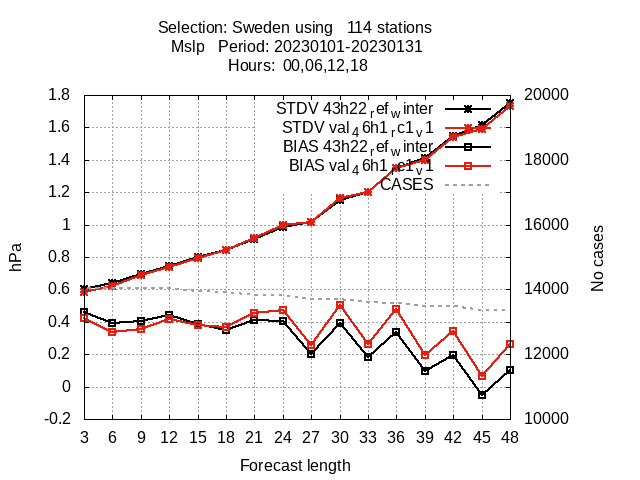 Selection: Sweden using   114 stations
Mslp   Period: 20230101-20230131
Hours: 00,06,12,18
1.8
1.6
1.4
1.2
1
0.8
0.6
0.4
0.2
0
-0.2
hPa
STDV 43h22_ref_winter
STDV val_46h1_rc1_v1
BIAS 43h22_ref_winter
BIAS val_46h1_rc1_v1
CASES
20000
18000
16000
14000
12000
10000
No cases
3 6 9 12 15 18 21 24 27 30 33 36 39 42 45 48
Forecast length